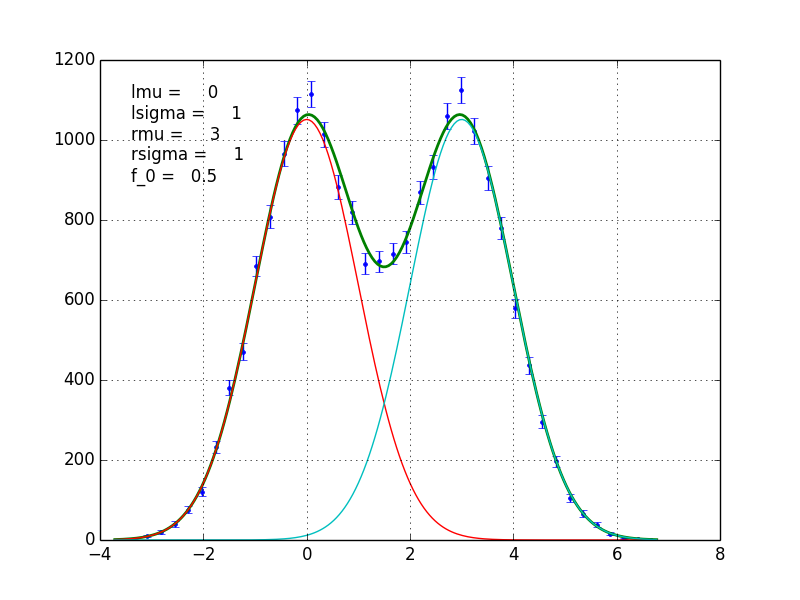 1200
1000
800
600
400
200
0
lmu = 0
lsigma = 1
rmu = 3
rsigma = 1
f_0 = 0.5
−4 −2 0 2 4 6 8